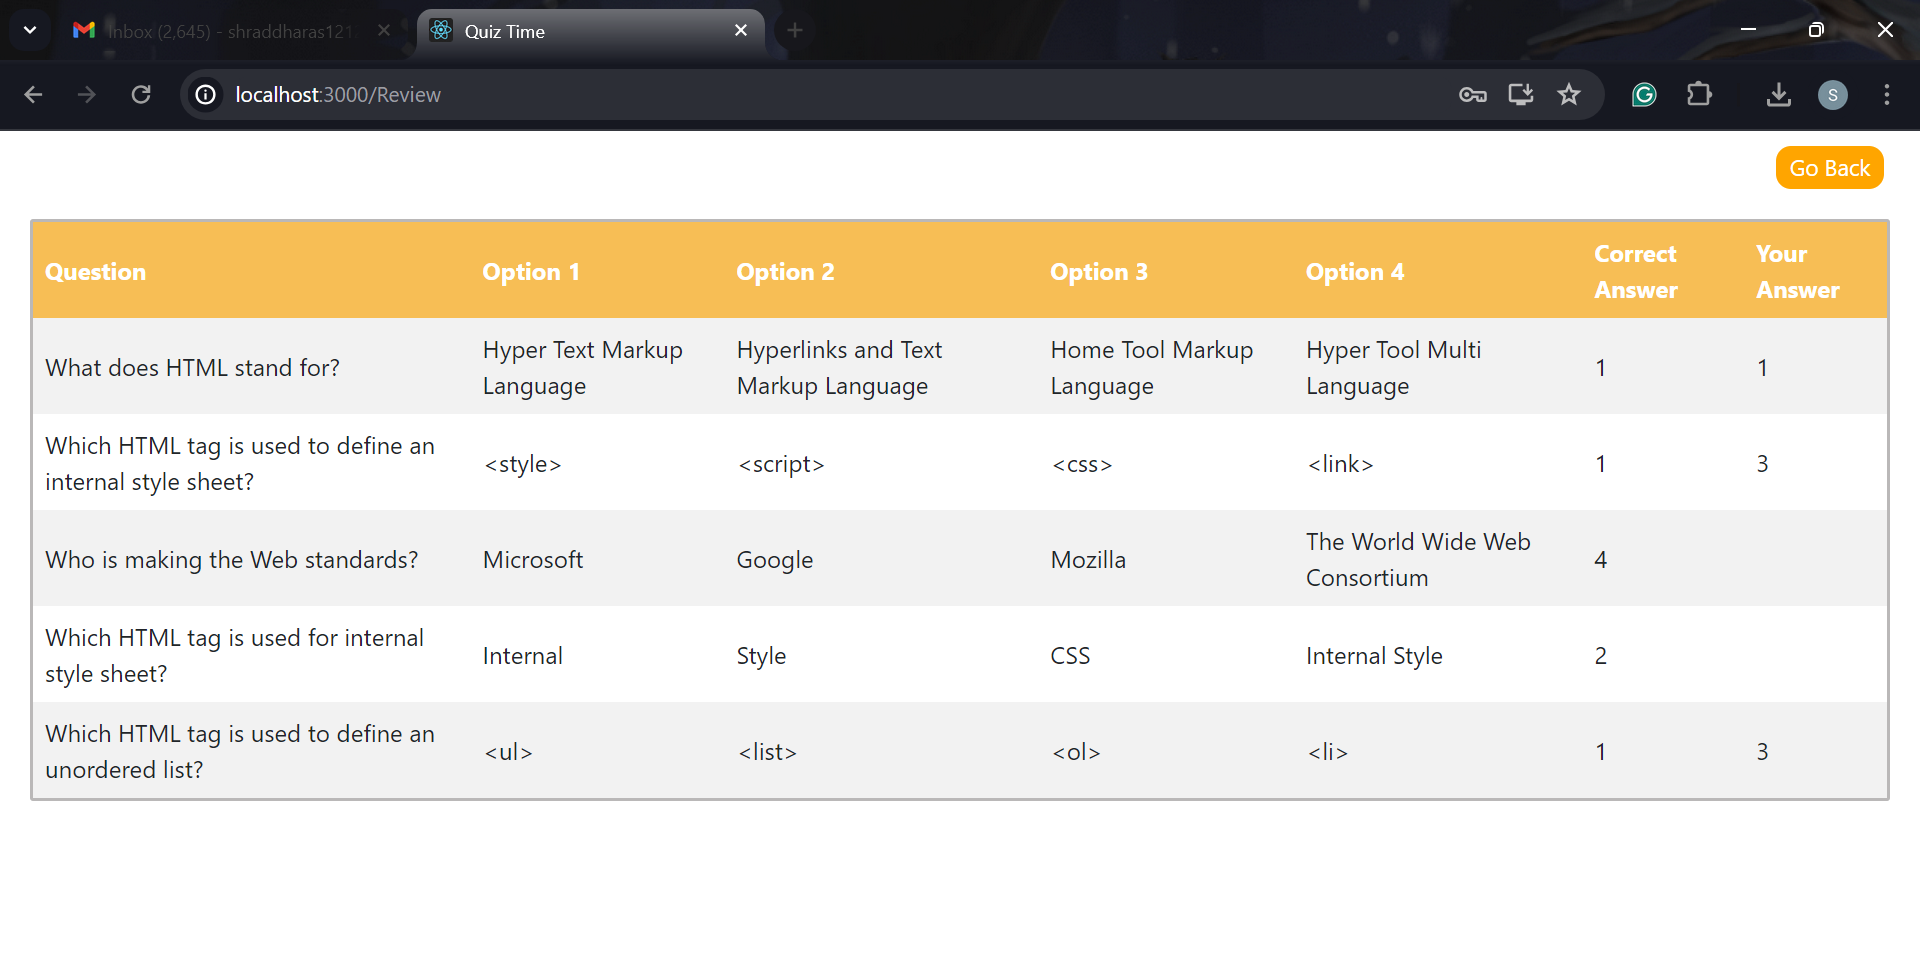 Inbox (2,645) - shraddharas121
Quiz Time
localhost:3000/Review
S
Go Back
Question Option 1 Option 2 Option 3 Option 4 Correct Answer Your Answer
What does HTML stand for? Hyper Text Markup Language Hyperlinks and Text Markup Language Home Tool Markup Language Hyper Tool Multi Language 1 1
Which HTML tag is used to define an internal style sheet? <style> <script> <css> <link> 1 3
Who is making the Web standards? Microsoft Google Mozilla The World Wide Web Consortium 4
Which HTML tag is used for internal style sheet? Internal Style CSS Internal Style 2
Which HTML tag is used to define an unordered list? <ul> <list> <ol> <li> 1 3